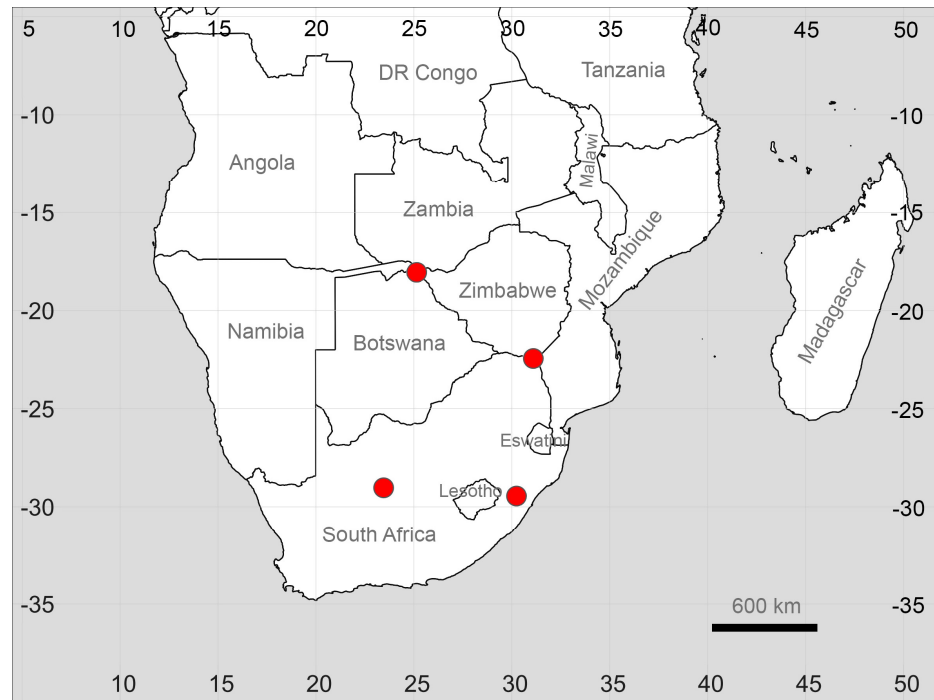 5 10 15 20 25 30 35 40 45 50
DR Congo
Tanzania
-10 -10
Malawi
Angola
Zambia
-15 -15
Mozambique
Zimbabwe
Madagascar
-20 -20
Namibia
Botswana
-25 -25
Eswatini
Lesotho
-30 -30
South Africa
-35 600 km -35
10 15 20 25 30 35 40 45 50